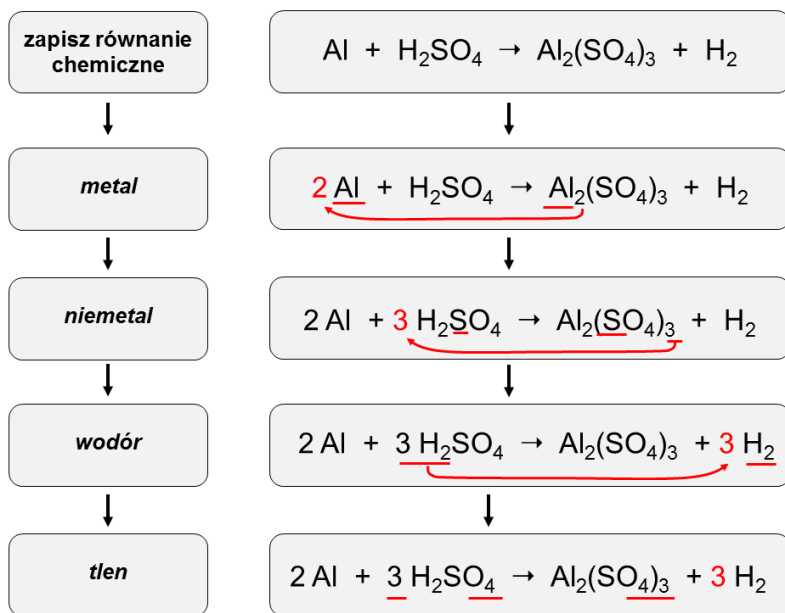 zapisz równanie
chemiczne
Al + H₂SO₄ → Al₂(SO₄)₃ + H₂
metal
2 Al + H₂SO₄ → Al₂(SO₄)₃ + H₂
niemetal
2 Al + 3 H₂SO₄ → Al₂(SO₄)₃ + H₂
wodór
2 Al + 3 H₂SO₄ → Al₂(SO₄)₃ + 3 H₂
tlen
2 Al + 3 H₂SO₄ → Al₂(SO₄)₃ + 3 H₂